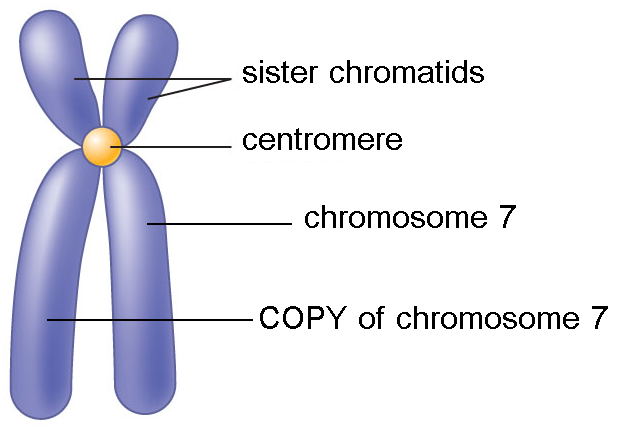 sister chromatids
centromere
chromosome 7
COPY of chromosome 7